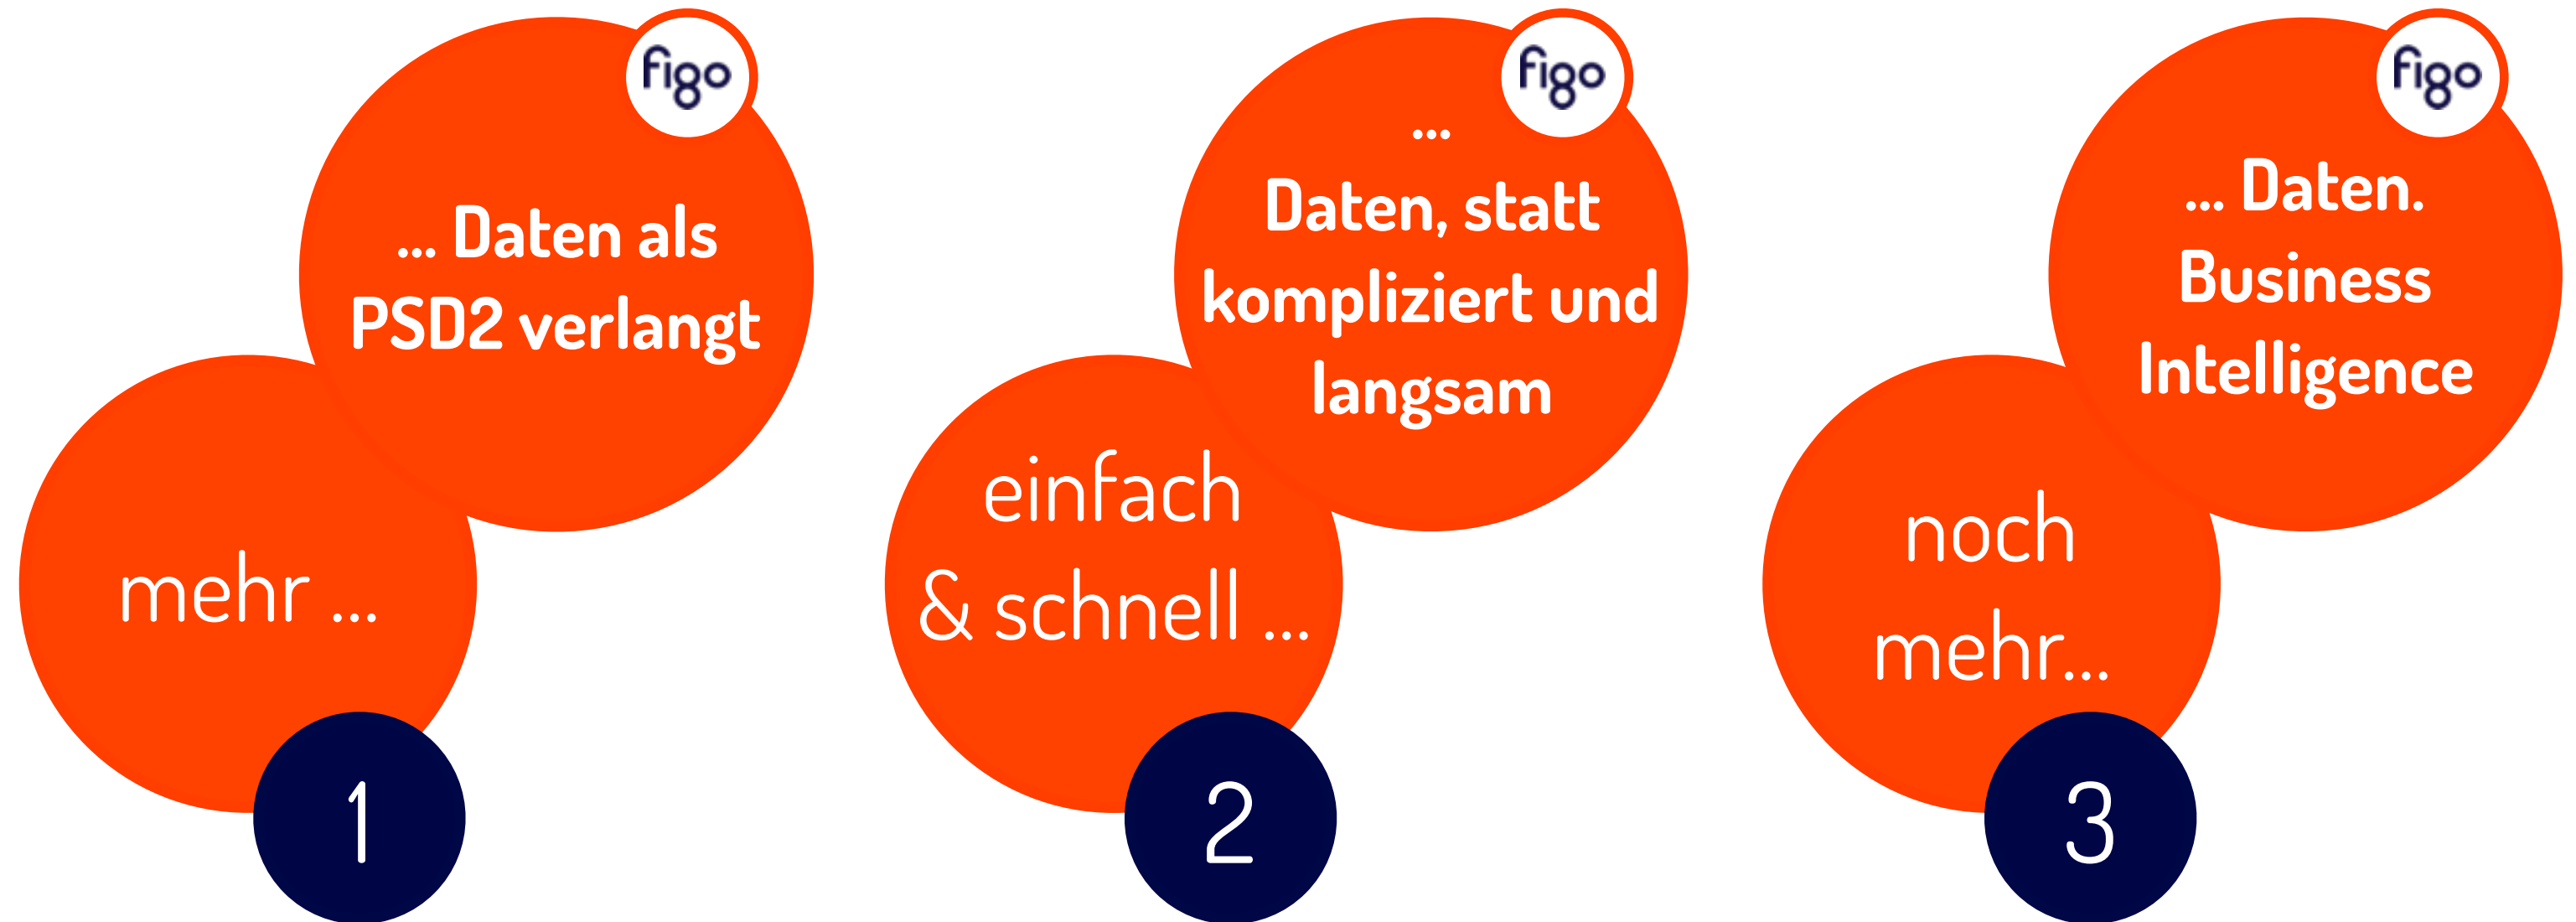 mehr ...
... Daten als
PSD2 verlangt
figo
1
einfach
& schnell ...
...
Daten, statt
kompliziert und
langsam
figo
2
noch
mehr...
... Daten.
Business
Intelligence
figo
3